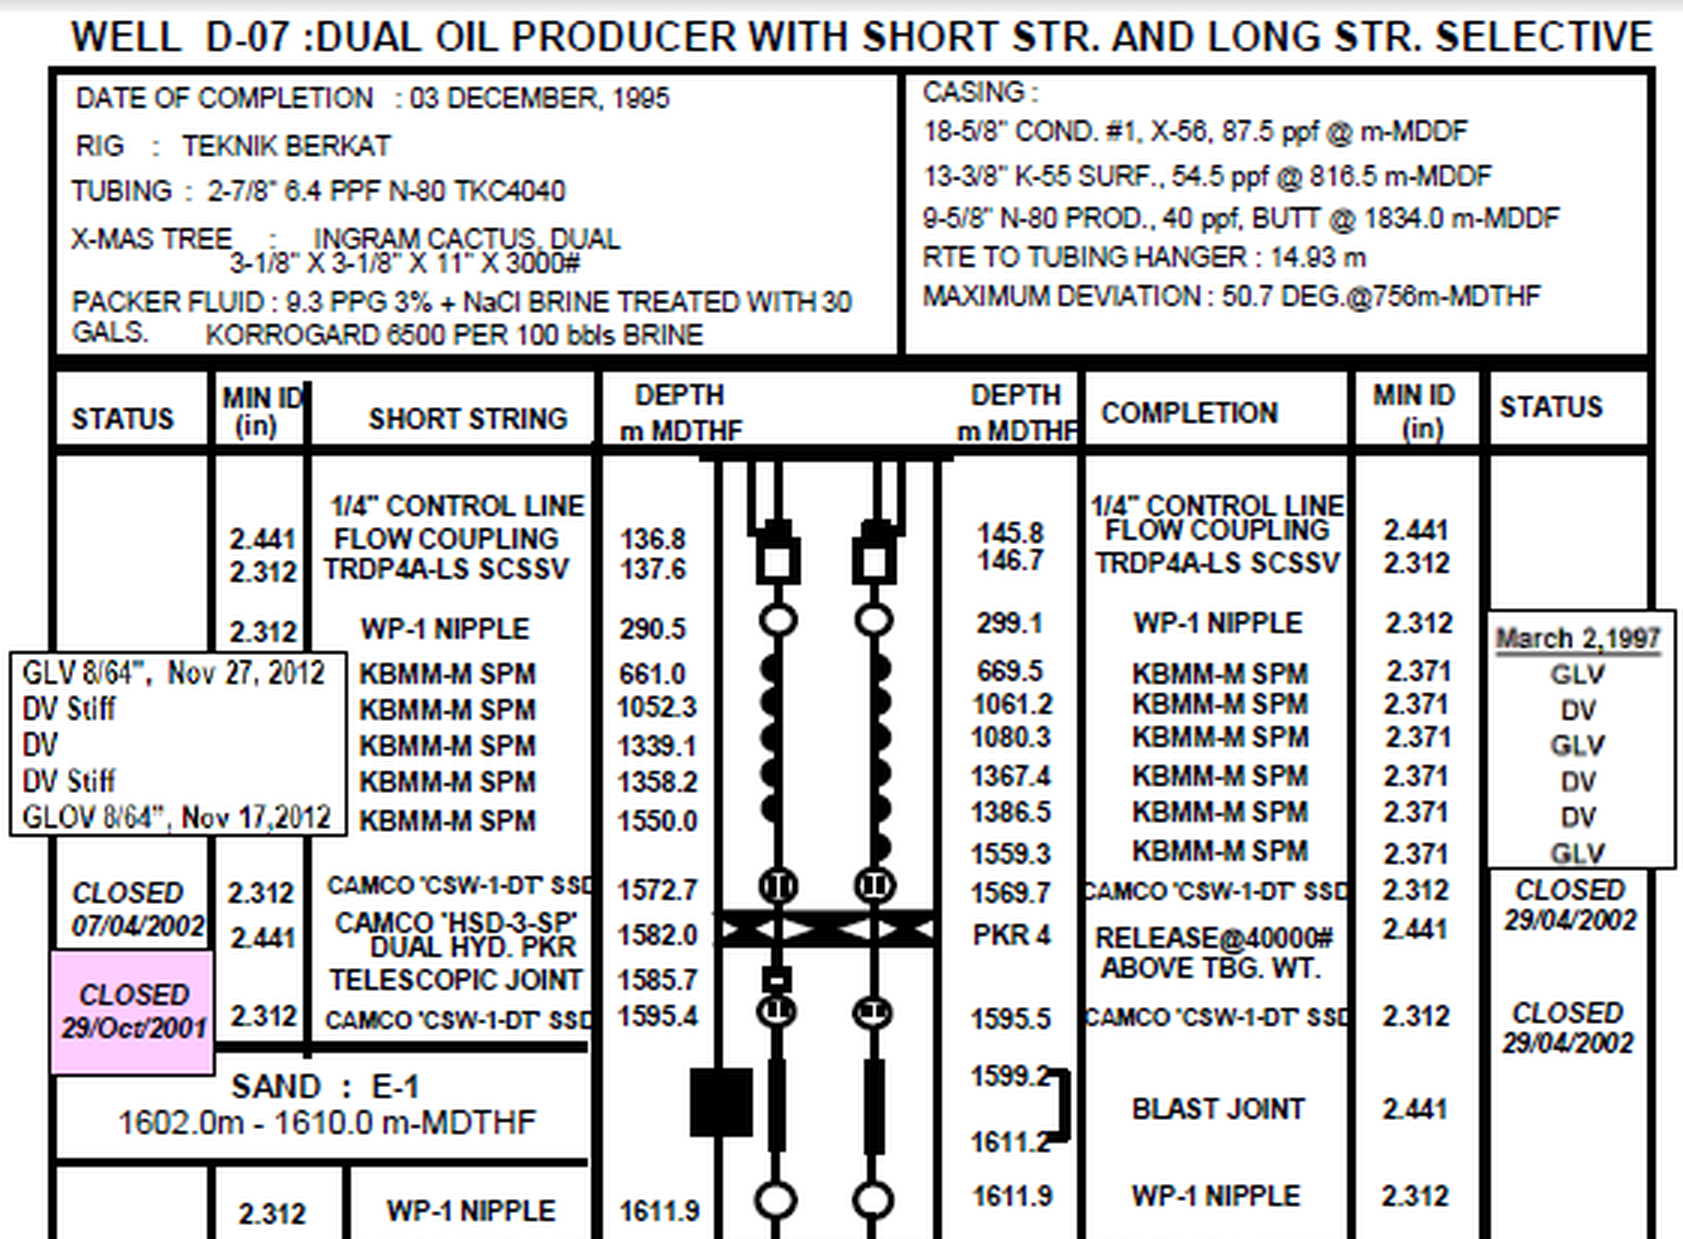 WELL D-07 :DUAL OIL PRODUCER WITH SHORT STR. AND LONG STR. SELECTIVE
DATE OF COMPLETION : 03 DECEMBER, 1995
RIG : TEKNIK BERKAT
TUBING : 2-7/8" 6.4 PPF N-80 TKC4040
X-MAS TREE : INGRAM CACTUS, DUAL
3-1/8" X 3-1/8" X 11" X 3000#
PACKER FLUID : 9.3 PPG 3% + NaCl BRINE TREATED WITH 30
GALS. KORROGARD 6500 PER 100 bbls BRINE
CASING :
18-5/8" COND. #1, X-56, 87.5 ppf @ m-MDDF
13-3/8" K-55 SURF., 54.5 ppf @ 816.5 m-MDDF
9-5/8" N-80 PROD., 40 ppf, BUTT @ 1834.0 m-MDDF
RTE TO TUBING HANGER : 14.93 m
MAXIMUM DEVIATION : 50.7 DEG.@756m-MDTHF
STATUS MIN ID (in) SHORT STRING DEPTH m MDTHF DEPTH m MDTHF COMPLETION MIN ID (in) STATUS
1/4" CONTROL LINE 1/4" CONTROL LINE
2.441 FLOW COUPLING 136.8 145.8 FLOW COUPLING 2.441
2.312 TRDP4A-LS SCSSV 137.6 146.7 TRDP4A-LS SCSSV 2.312
2.312 WP-1 NIPPLE 290.5 299.1 WP-1 NIPPLE 2.312
March 2,1997
GLV 8/64", Nov 27, 2012 KBMM-M SPM 661.0 669.5 KBMM-M SPM 2.371 GLV
DV Stiff KBMM-M SPM 1052.3 1061.2 KBMM-M SPM 2.371 DV
DV KBMM-M SPM 1339.1 1080.3 KBMM-M SPM 2.371 GLV
DV Stiff KBMM-M SPM 1358.2 1367.4 KBMM-M SPM 2.371 DV
GLOV 8/64", Nov 17,2012 KBMM-M SPM 1550.0 1386.5 KBMM-M SPM 2.371 DV
1559.3 KBMM-M SPM 2.371 GLV
CLOSED 2.312 CAMCO 'CSW-1-DT' SSD 1572.7 1569.7 CAMCO 'CSW-1-DT' SSD 2.312 CLOSED
07/04/2002 29/04/2002
2.441 CAMCO 'HSD-3-SP' 1582.0 PKR 4 RELEASE@40000# 2.441
DUAL HYD. PKR ABOVE TBG. WT.
TELESCOPIC JOINT 1585.7
CLOSED 2.312 CAMCO 'CSW-1-DT' SSD 1595.4 1595.5 CAMCO 'CSW-1-DT' SSD 2.312 CLOSED
29/Oct/2001 29/04/2002
SAND : E-1 1599.2
1602.0m - 1610.0 m-MDTHF BLAST JOINT 2.441
1611.2
2.312 WP-1 NIPPLE 1611.9 1611.9 WP-1 NIPPLE 2.312